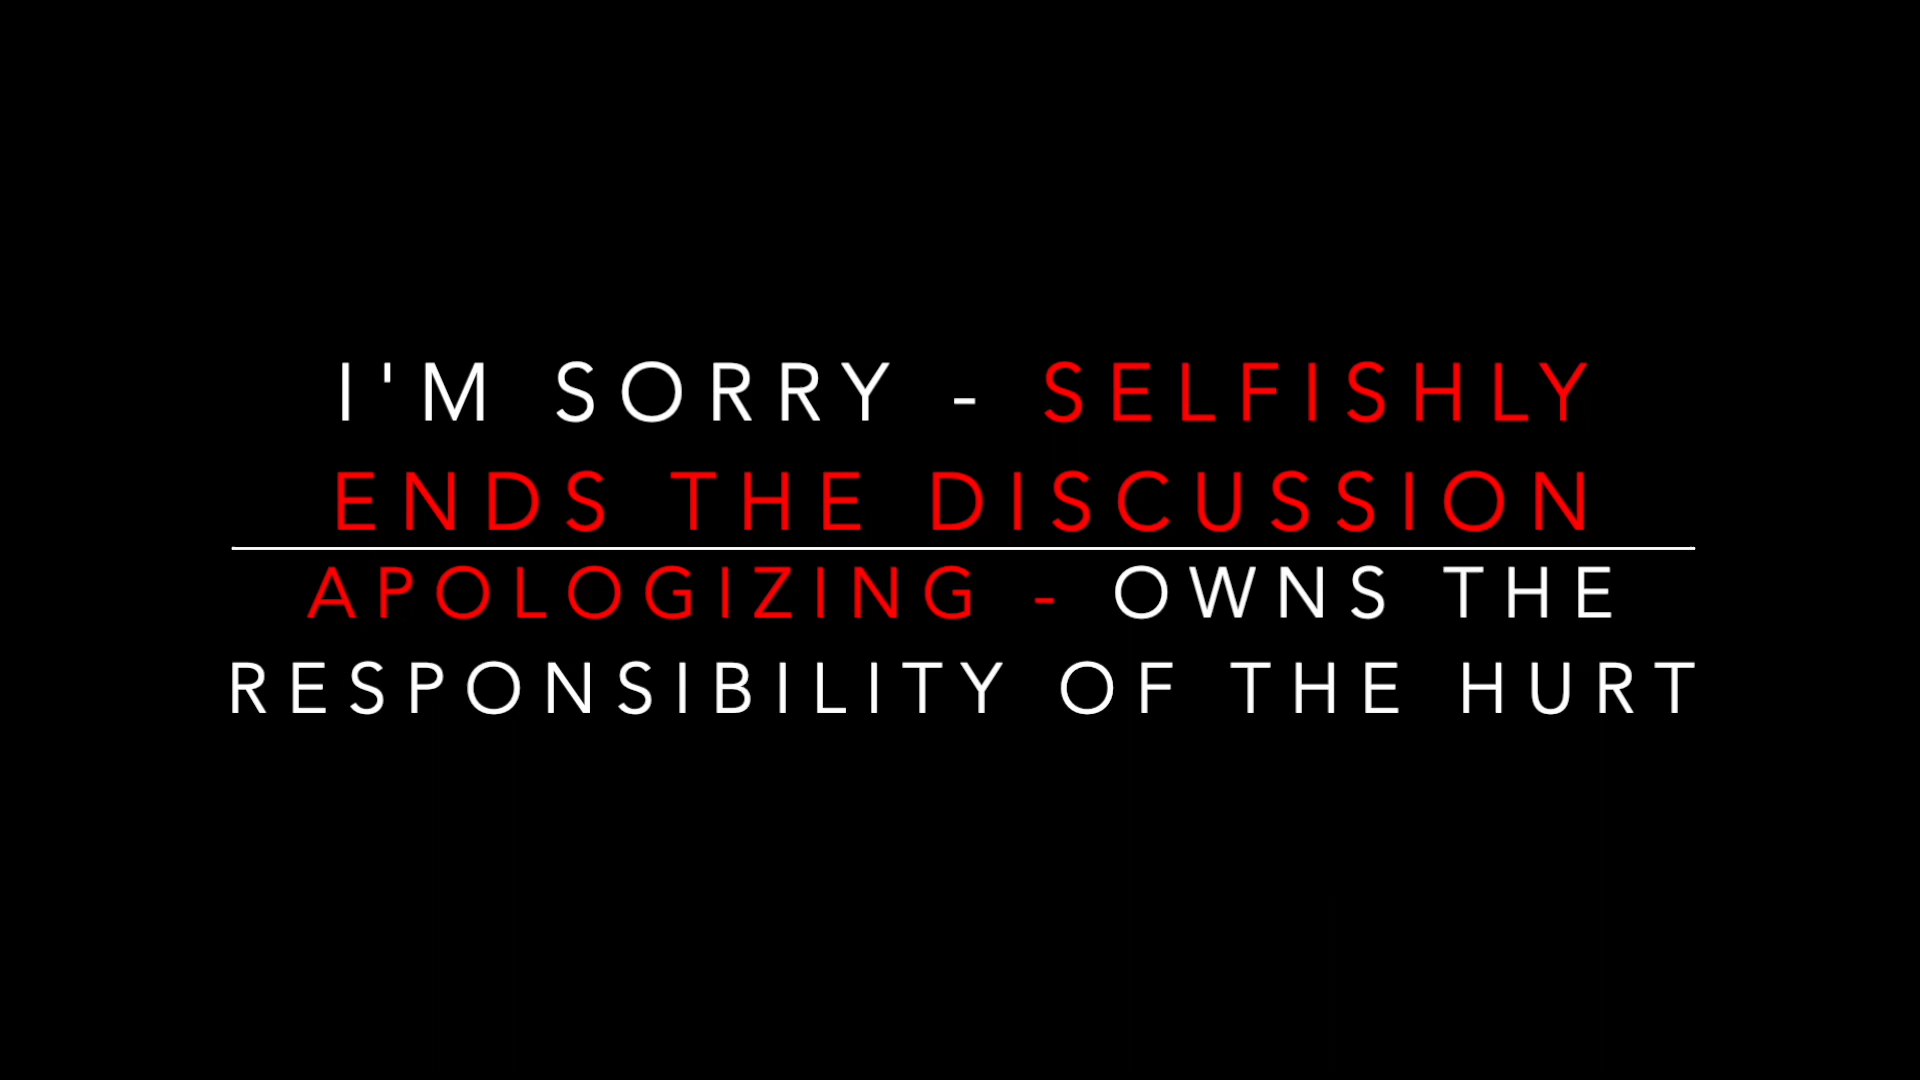 I'M SORRY - SELFISHLY
ENDS THE DISCUSSION
APOLOGIZING - OWNS THE
RESPONSIBILITY OF THE HURT